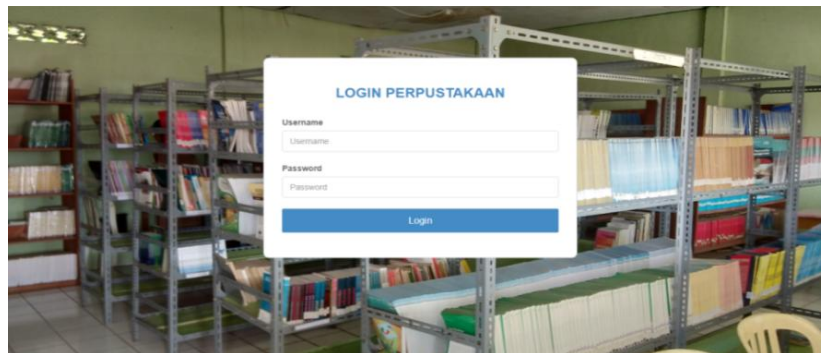 LOGIN PERPUSTAKAAN
Username
Username
Password
Password
Login